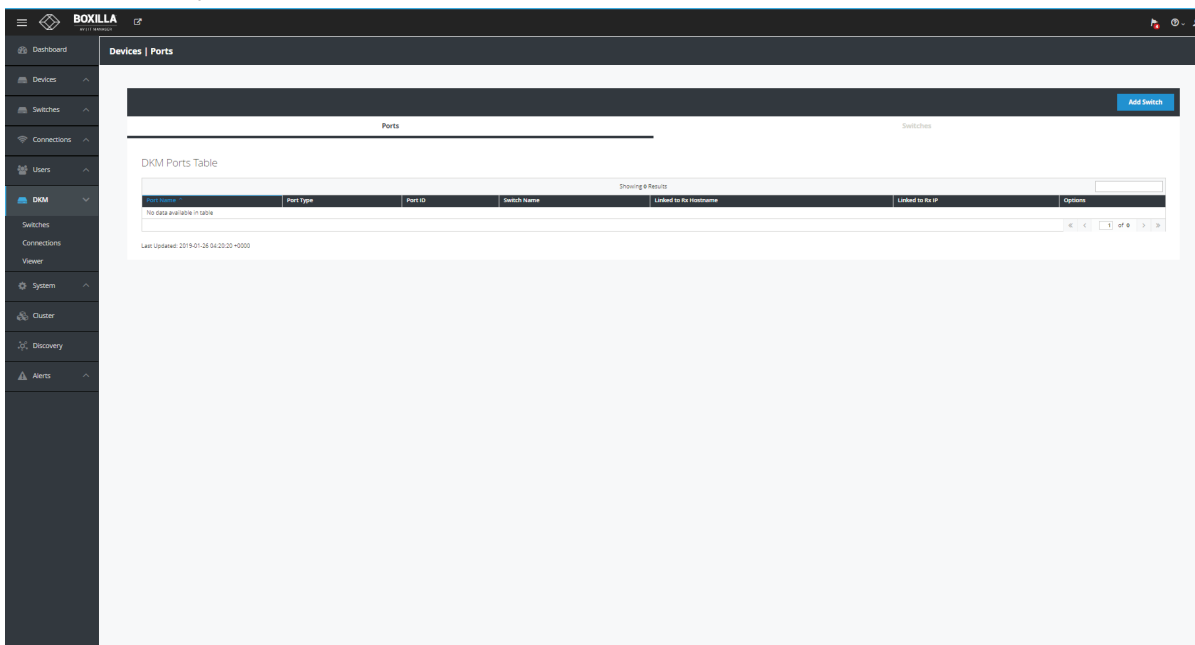 BOXILLA
Dashboard
Devices | Ports
Devices
Add Switch
Switches
Ports
Switches
Connections
DKM Ports Table
Users
Showing 0 Results
DKM
Port Name
Port Type
Port ID
Switch Name
Linked to Rx Hostname
Linked to Rx IP
Options
No data available in table
1 of 0
Last Updated: 2019-01-26 04:20:20 +0000
Switches
Connections
Viewer
System
Cluster
Discovery
Alerts